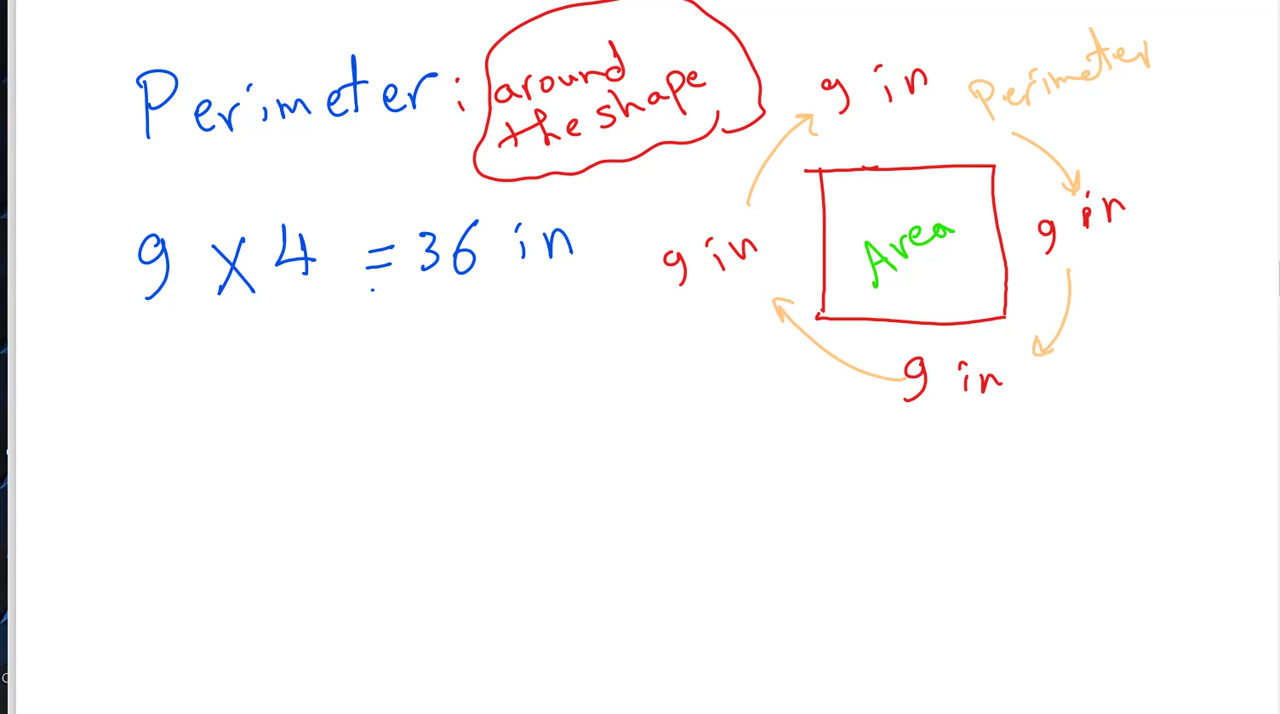 Perimeter: around
the shape
9 × 4 = 36 in
9 in
Perimeter
9 in
Area
9 in
9 in